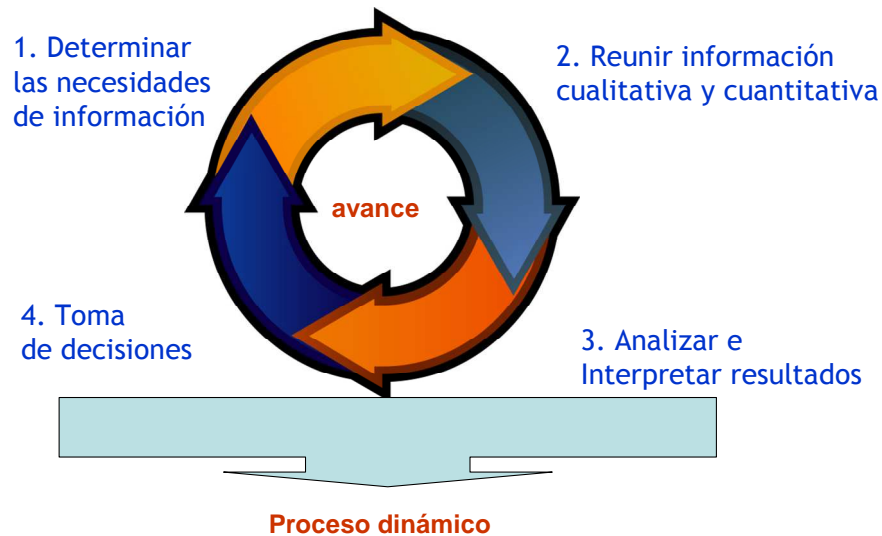 1. Determinar
las necesidades
de información
2. Reunir información
cualitativa y cuantitativa
avance
3. Analizar e
Interpretar resultados
4. Toma
de decisiones
Proceso dinámico